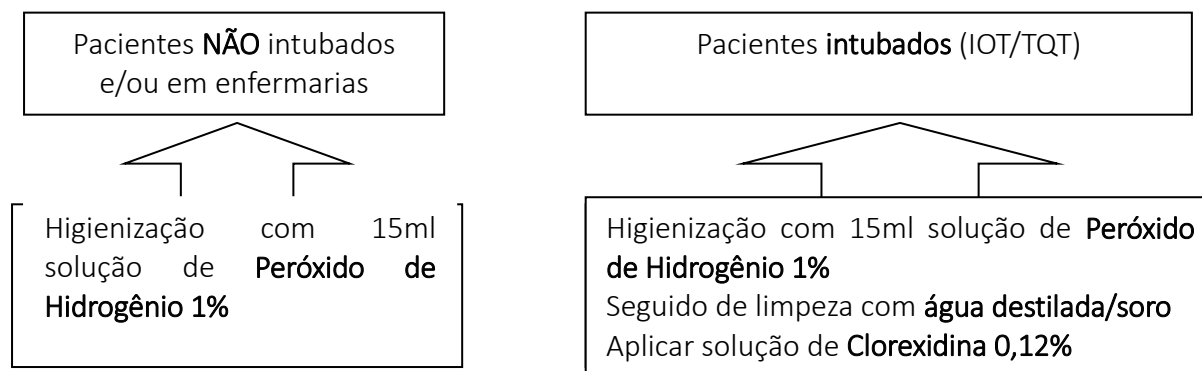 Pacientes NÃO intubados
e/ou em enfermarias
Pacientes intubados (IOT/TQT)
Higienização com 15ml
solução de Peróxido de
Hidrogênio 1%
Higienização com 15ml solução de Peróxido
de Hidrogênio 1%
Seguido de limpeza com água destilada/soro
Aplicar solução de Clorexidina 0,12%